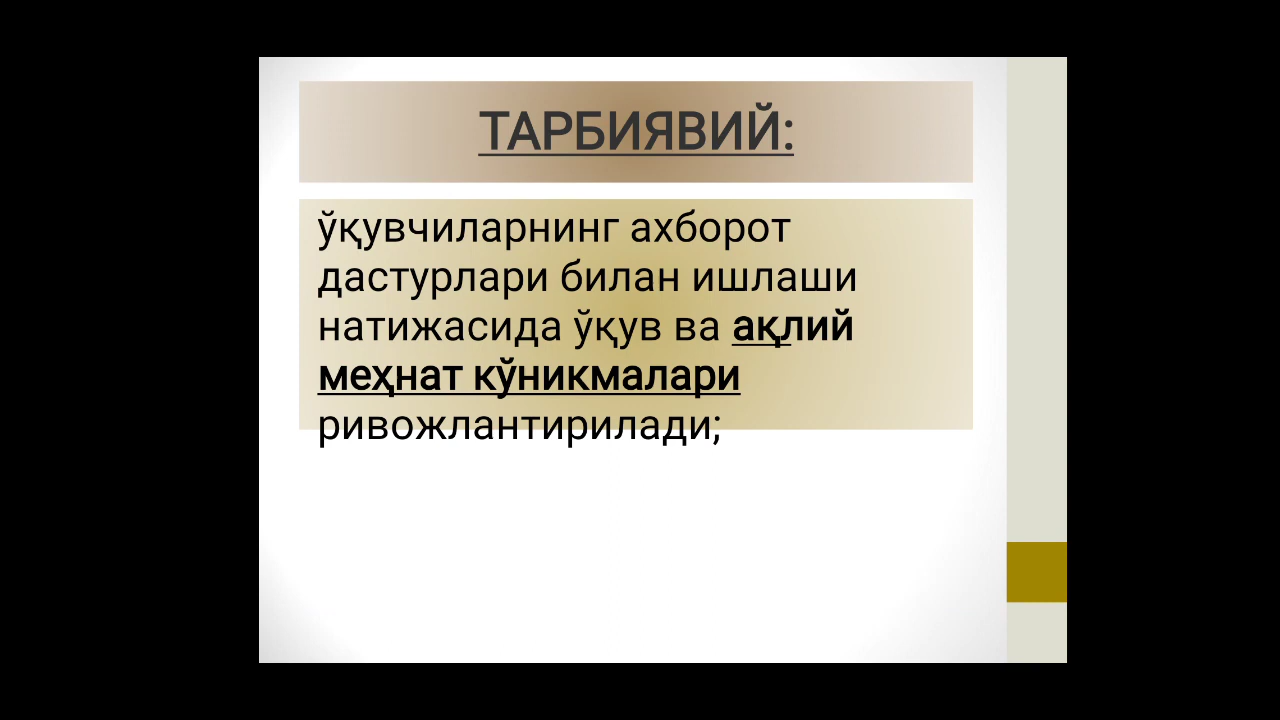 ТАРБИЯВИЙ:
ўқувчиларнинг ахборот
дастурлари билан ишлаши
натижасида ўқув ва ақлий
меҳнат кўникмалари
ривожлантирилади;